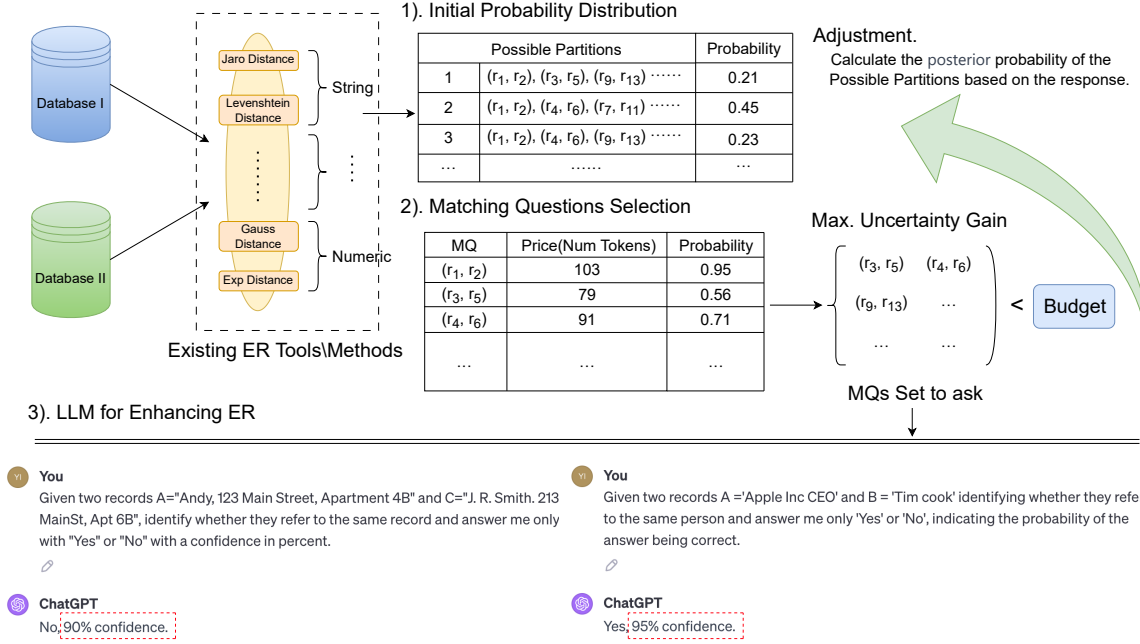 1). Initial Probability Distribution
Database I
Database II
Jaro Distance
Levenshtein
Distance
String
Gauss
Distance
Exp Distance
Numeric
Existing ER Tools\Methods
Possible Partitions Probability
1 (r1, r2), (r3, r5), (r9, r13) ...... 0.21
2 (r1, r2), (r4, r6), (r7, r11) ...... 0.45
3 (r1, r2), (r4, r6), (r9, r13) ...... 0.23
... ...... ...
Adjustment.
Calculate the posterior probability of the
Possible Partitions based on the response.
2). Matching Questions Selection
MQ Price(Num Tokens) Probability
(r1, r2) 103 0.95
(r3, r5) 79 0.56
(r4, r6) 91 0.71
... ... ...
Max. Uncertainty Gain
(r3, r5) (r4, r6)
(r9, r13) ...
... ...
< Budget
MQs Set to ask
3). LLM for Enhancing ER
YI You
Given two records A="Andy, 123 Main Street, Apartment 4B" and C="J. R. Smith. 213
MainSt, Apt 6B", identify whether they refer to the same record and answer me only
with "Yes" or "No" with a confidence in percent.
ChatGPT
No, 90% confidence.
YI You
Given two records A ='Apple Inc CEO' and B = 'Tim cook' identifying whether they refe
to the same person and answer me only 'Yes' or 'No', indicating the probability of the
answer being correct.
ChatGPT
Yes, 95% confidence.